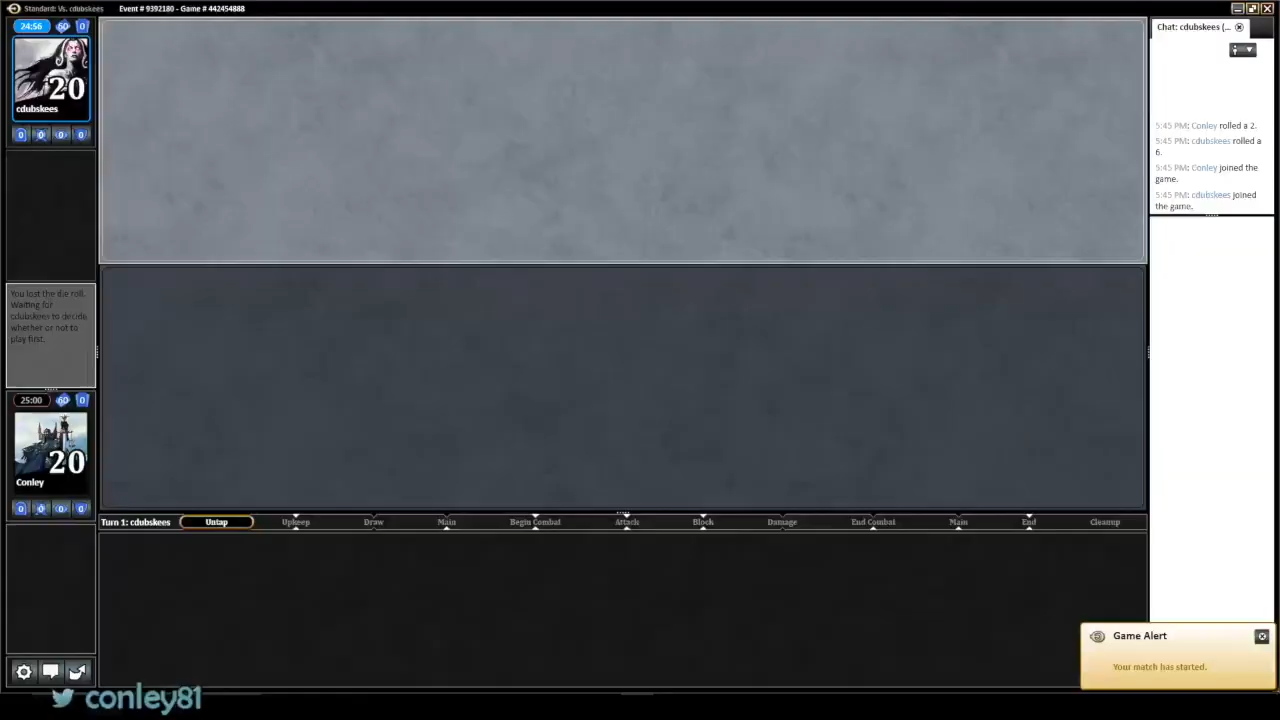 Standard: Vs. cdubskees
Event # 9392180 - Game # 442454888
24:56 60 0
20
cdubskees
0 0 0 0
You lost the die roll.
Waiting for
cdubskees to decide
whether or not to
play first.
25:00 60 0
20
Conley
0 0 0 0
Turn 1: cdubskees
Untap Upkeep Draw Main Begin Combat Attack Block Damage End Combat Main End Cleanup
Chat: cdubskees (...
5:45 PM: Conley rolled a 2.
5:45 PM: cdubskees rolled a
6.
5:45 PM: Conley joined the
game.
5:45 PM: cdubskees joined
the game.
Game Alert
Your match has started.
conley81